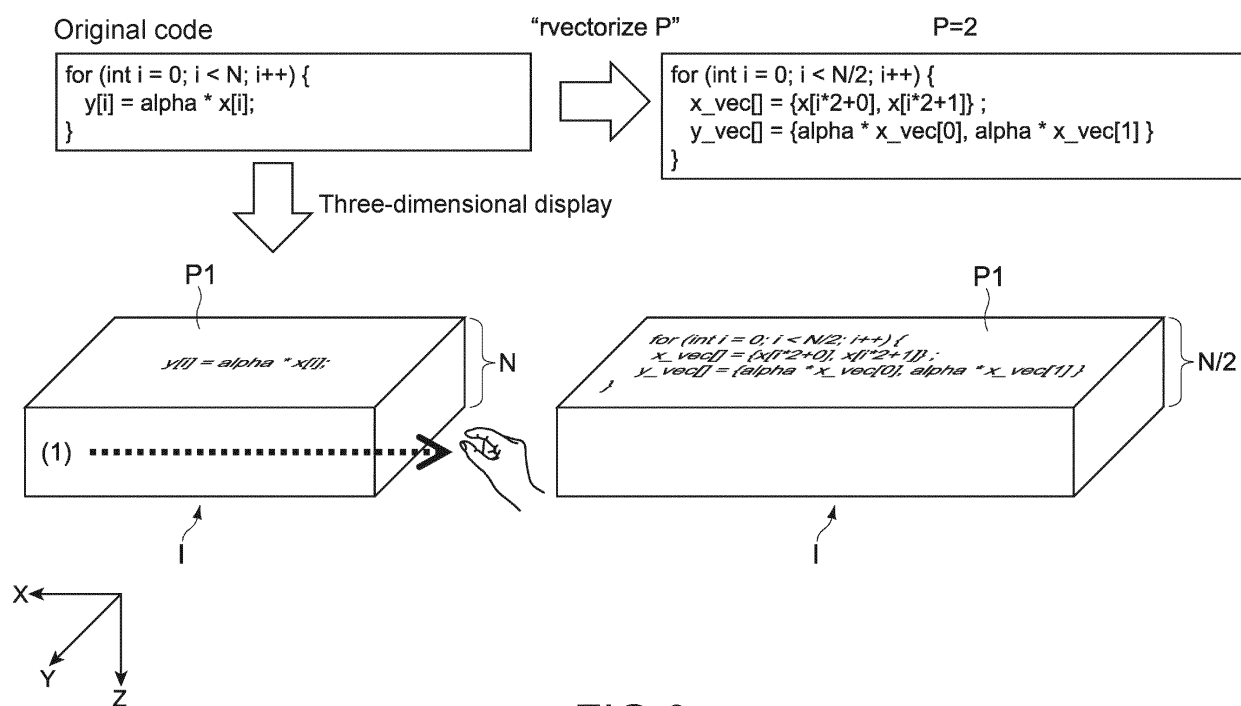 Original code
"rvectorize P"
P=2
for (int i = 0; i < N; i++) {
y[i] = alpha * x[i];
}
for (int i = 0; i < N/2; i++) {
x_vec[] = {x[i*2+0], x[i*2+1]} ;
y_vec[] = {alpha * x_vec[0], alpha * x_vec[1] }
}
Three-dimensional display
P1
y[i] = alpha * x[i];
N
(1)
I
P1
for (int i = 0; i < N/2; i++) {
x_vec[] = {x[i*2+0], x[i*2+1]} ;
y_vec[] = {alpha * x_vec[0], alpha * x_vec[1] }
}
N/2
I
X
Y
Z